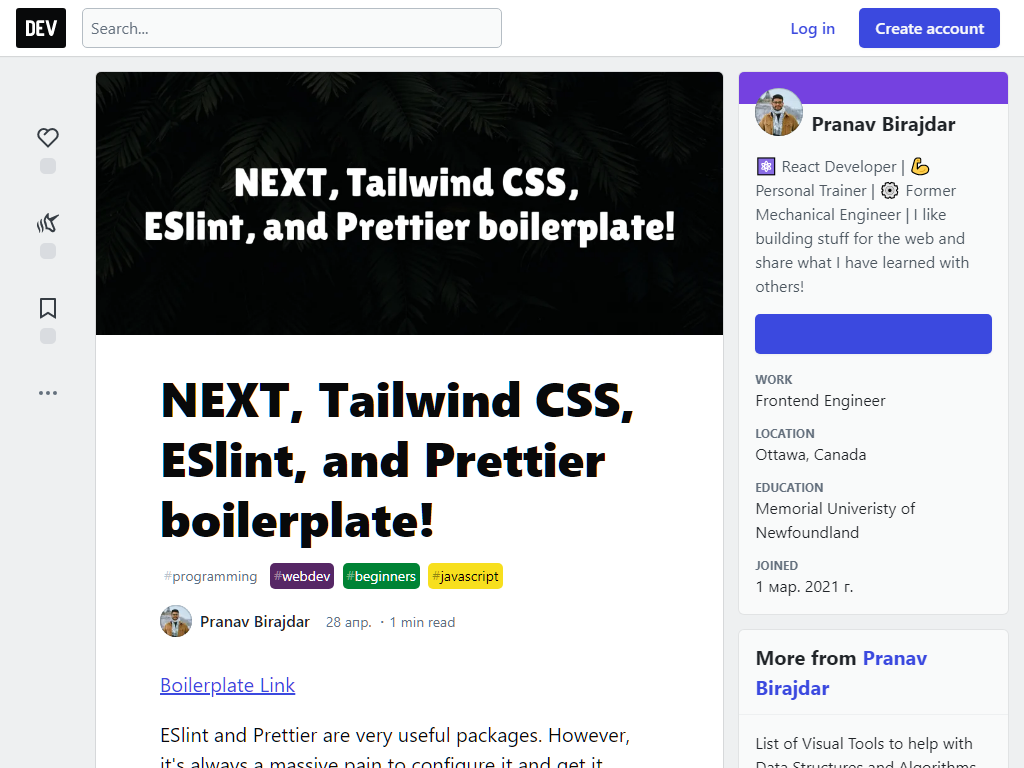 DEV
Search...
Log in
Create account
NEXT, Tailwind CSS,
ESlint, and Prettier boilerplate!
NEXT, Tailwind CSS,
ESlint, and Prettier
boilerplate!
#programming #webdev #beginners #javascript
Pranav Birajdar 28 апр. · 1 min read
Boilerplate Link
ESlint and Prettier are very useful packages. However,
it's always a massive pain to configure it and get it
Pranav Birajdar
React Developer |
Personal Trainer | Former
Mechanical Engineer | I like
building stuff for the web and
share what I have learned with
others!
WORK
Frontend Engineer
LOCATION
Ottawa, Canada
EDUCATION
Memorial Univeristy of
Newfoundland
JOINED
1 мар. 2021 г.
More from Pranav
Birajdar
List of Visual Tools to help with
Data Structures and Algorithms